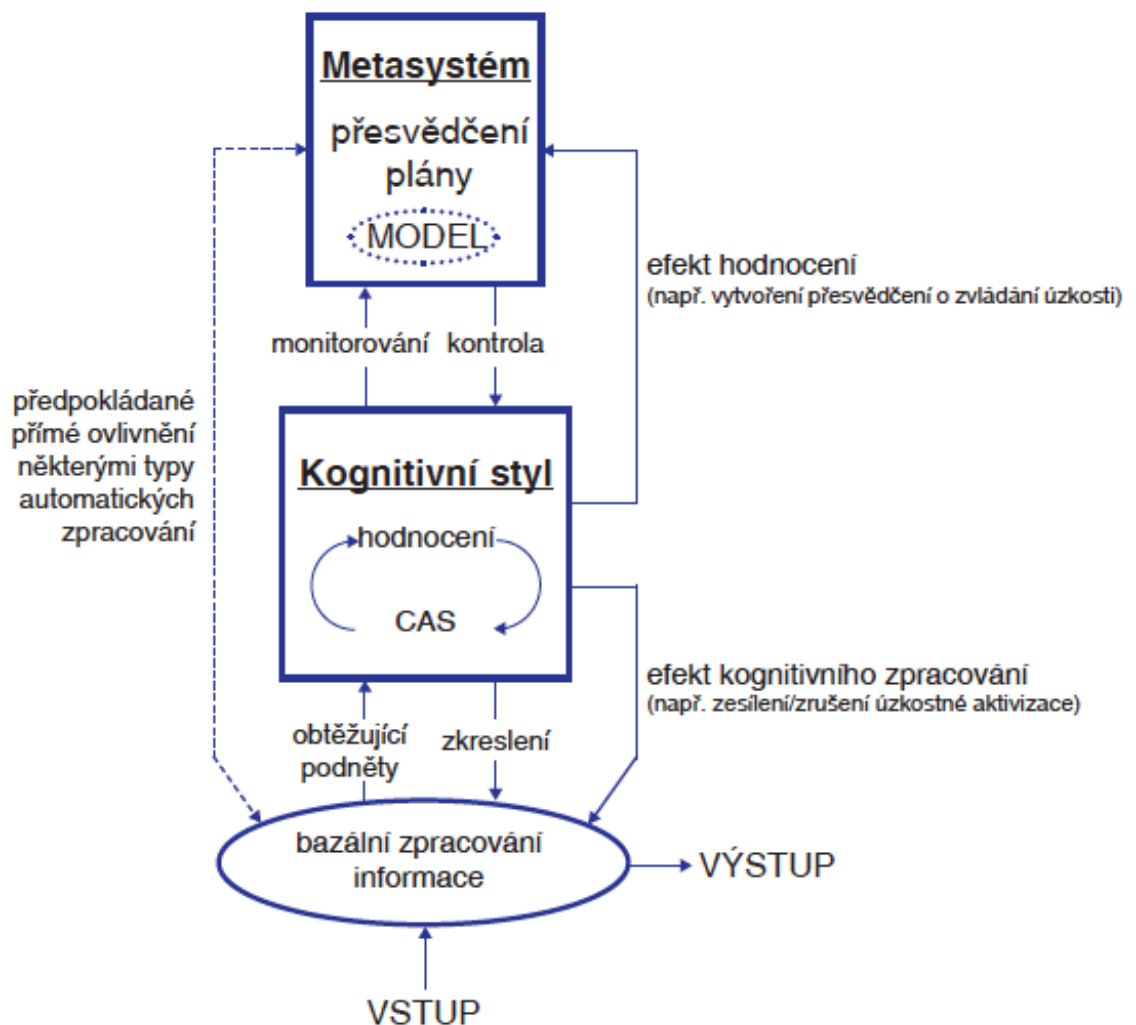 Metasystém
přesvědčení
plány
MODEL
efekt hodnocení
(např. vytvoření přesvědčení o zvládání úzkosti)
monitorování
kontrola
předpokládané
přímé ovlivnění
některými typy
automatických
zpracování
Kognitivní styl
hodnocení
CAS
efekt kognitivního zpracování
(např. zesílení/zrušení úzkostné aktivizace)
obtěžující
podněty
zkreslení
bazální zpracování
informace
VÝSTUP
VSTUP